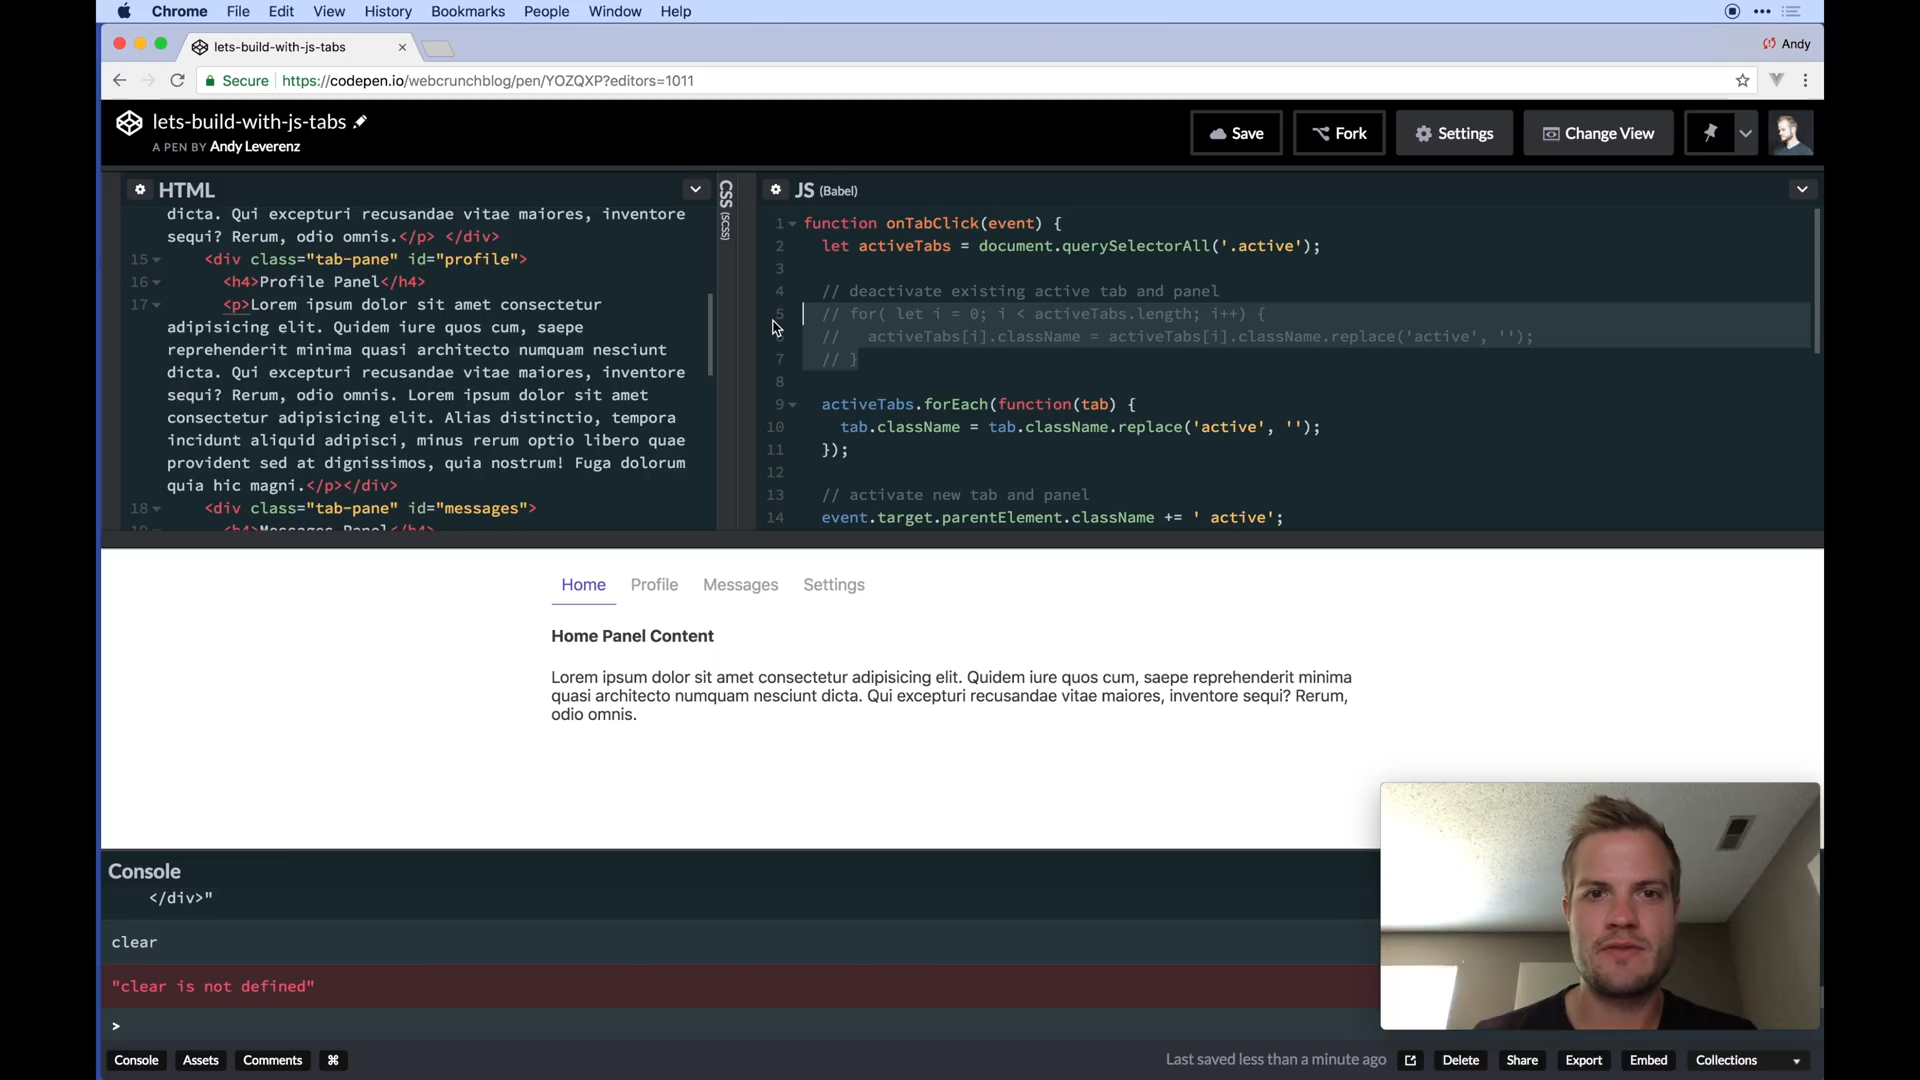 Chrome File Edit View History Bookmarks People Window Help
lets-build-with-js-tabs
Andy
Secure https://codepen.io/webcrunchblog/pen/YOZQXP?editors=1011
lets-build-with-js-tabs
A PEN BY Andy Leverenz
Save Fork Settings Change View
HTML
dicta. Qui excepturi recusandae vitae maiores, inventore
sequi? Rerum, odio omnis.</p> </div>
15 <div class="tab-pane" id="profile">
16 <h4>Profile Panel</h4>
17 <p>Lorem ipsum dolor sit amet consectetur
adipisicing elit. Quidem iure quos cum, saepe
reprehenderit minima quasi architecto numquam nesciunt
dicta. Qui excepturi recusandae vitae maiores, inventore
sequi? Rerum, odio omnis. Lorem ipsum dolor sit amet
consectetur adipisicing elit. Alias distinctio, tempora
incidunt aliquid adipisci, minus rerum optio libero quae
provident sed at dignissimos, quia nostrum! Fuga dolorum
quia hic magni.</p></div>
18 <div class="tab-pane" id="messages">
19 <h4>Messages Panel</h4>
CSS (SCSS)
JS (Babel)
1 function onTabClick(event) {
2 let activeTabs = document.querySelectorAll('.active');
3
4 // deactivate existing active tab and panel
5 // for( let i = 0; i < activeTabs.length; i++) {
6 //   activeTabs[i].className = activeTabs[i].className.replace('active', '');
7 // }
8
9 activeTabs.forEach(function(tab) {
10 tab.className = tab.className.replace('active', '');
11 });
12
13 // activate new tab and panel
14 event.target.parentElement.className += ' active';
Home Profile Messages Settings
Home Panel Content
Lorem ipsum dolor sit amet consectetur adipisicing elit. Quidem iure quos cum, saepe reprehenderit minima
quasi architecto numquam nesciunt dicta. Qui excepturi recusandae vitae maiores, inventore sequi? Rerum,
odio omnis.
Console
</div>"
clear
"clear is not defined"
>
Console Assets Comments ⌘ Last saved less than a minute ago Delete Share Export Embed Collections